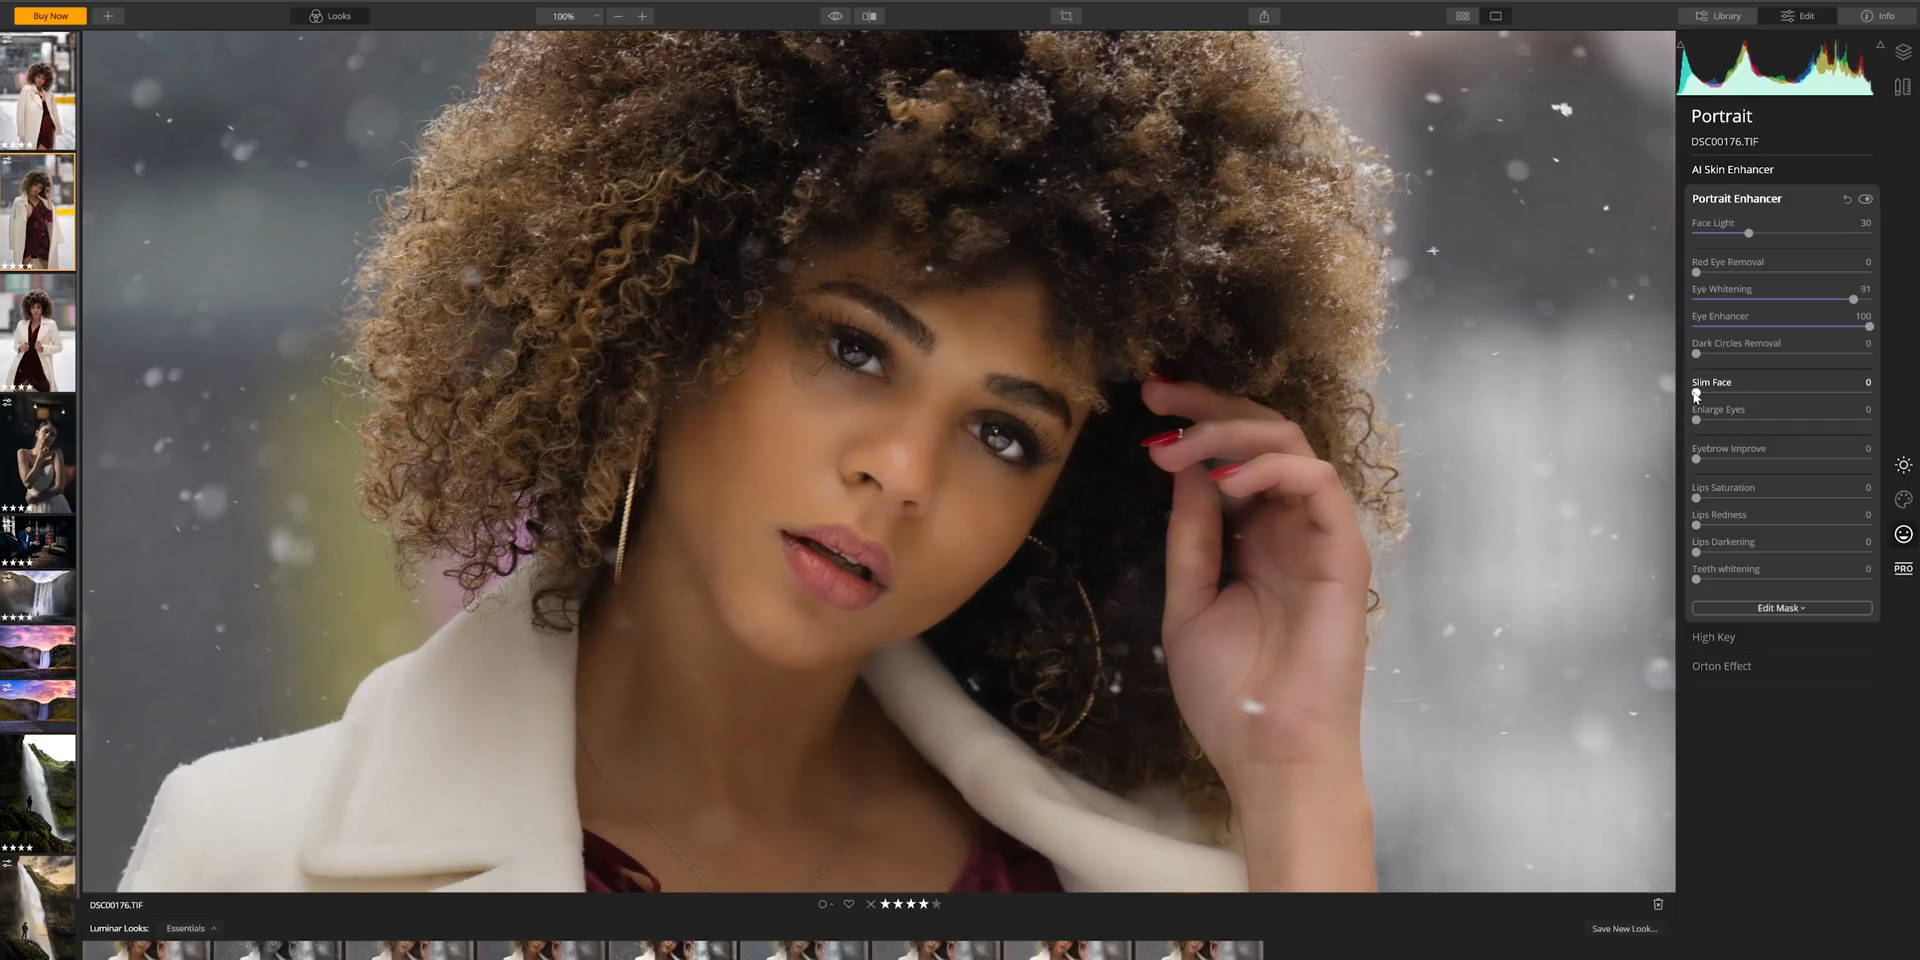 Buy Now
Looks
100%
Library
Edit
Info
Portrait
DSC00176.TIF
AI Skin Enhancer
Portrait Enhancer
Face Light 30
Red Eye Removal 0
Eye Whitening 91
Eye Enhancer 100
Dark Circles Removal 0
Slim Face 0
Enlarge Eyes 0
Eyebrow Improve 0
Lips Saturation 0
Lips Redness 0
Lips Darkening 0
Teeth whitening 0
Edit Mask
High Key
Orton Effect
PRO
DSC00176.TIF
Luminar Looks: Essentials
Save New Look...